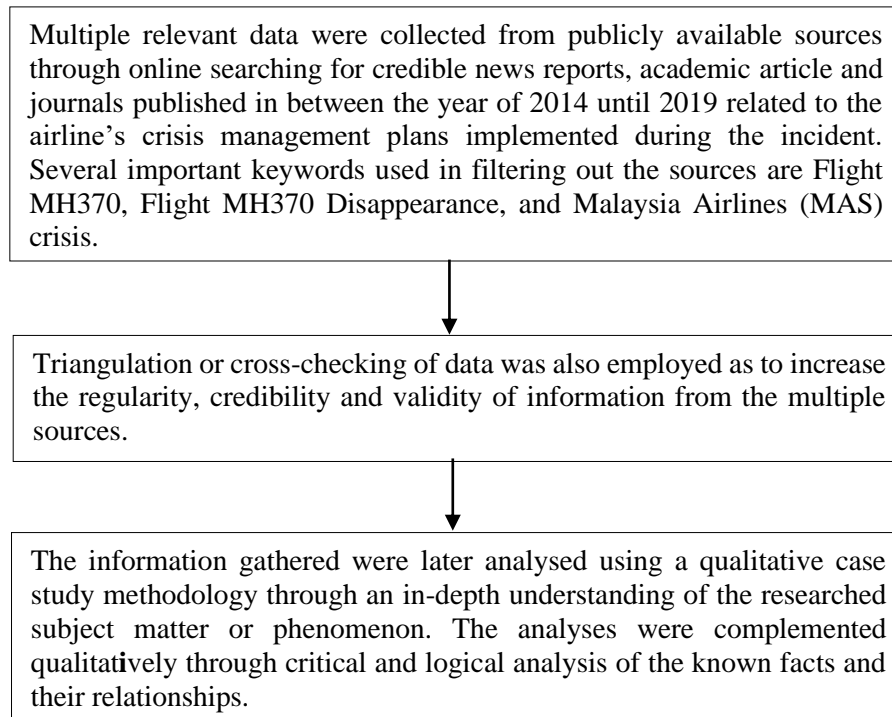 Multiple relevant data were collected from publicly available sources
through online searching for credible news reports, academic article and
journals published in between the year of 2014 until 2019 related to the
airline’s crisis management plans implemented during the incident.
Several important keywords used in filtering out the sources are Flight
MH370, Flight MH370 Disappearance, and Malaysia Airlines (MAS)
crisis.
Triangulation or cross-checking of data was also employed as to increase
the regularity, credibility and validity of information from the multiple
sources.
The information gathered were later analysed using a qualitative case
study methodology through an in-depth understanding of the researched
subject matter or phenomenon. The analyses were complemented
qualitatively through critical and logical analysis of the known facts and
their relationships.